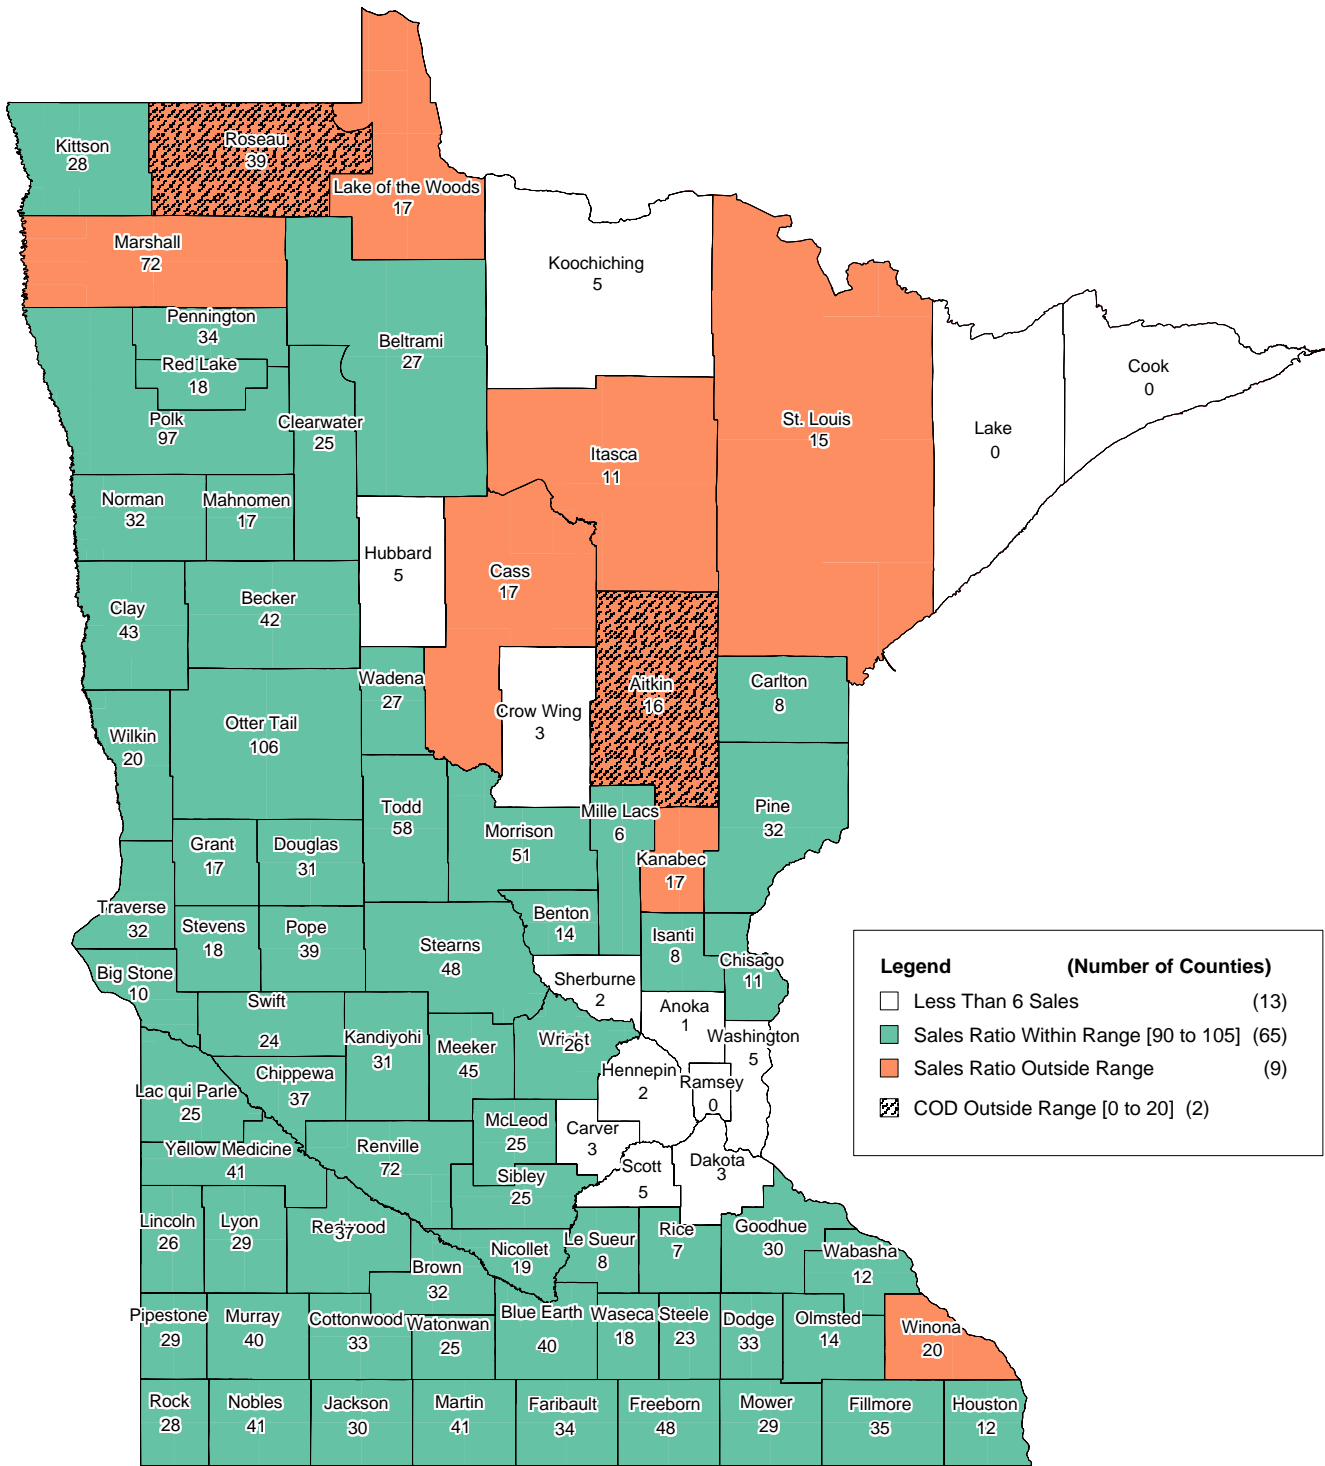 Kittson
28
Roseau
39
Lake of the Woods
17
Marshall
72
Koochiching
5
Pennington
34
Beltrami
27
Red Lake
18
Cook
0
Polk
97
Clearwater
25
St. Louis
15
Lake
0
Itasca
11
Norman
32
Mahnomen
17
Hubbard
5
Cass
17
Becker
42
Clay
43
Wadena
27
Aitkin
16
Carlton
8
Otter Tail
106
Crow Wing
3
Wilkin
20
Todd
58
Mille Lacs
6
Pine
32
Morrison
51
Grant
17
Douglas
31
Kanabec
17
Traverse
32
Stevens
18
Pope
39
Benton
14
Isanti
8
Stearns
48
Chisago
11
Big Stone
10
Sherburne
2
Swift
24
Anoka
1
Kandiyohi
31
Meeker
45
Wright
26
Washington
5
Chippewa
37
Hennepin
2
Ramsey
0
Lac qui Parle
25
McLeod
25
Carver
3
Yellow Medicine
41
Renville
72
Sibley
25
Scott
5
Dakota
3
Lincoln
26
Lyon
29
Redwood
37
Nicollet
19
Le Sueur
8
Rice
7
Goodhue
30
Wabasha
12
Brown
32
Pipestone
29
Murray
40
Cottonwood
33
Watonwan
25
Blue Earth
40
Waseca
18
Steele
23
Dodge
33
Olmsted
14
Winona
20
Rock
28
Nobles
41
Jackson
30
Martin
41
Faribault
34
Freeborn
48
Mower
29
Fillmore
35
Houston
12
Legend (Number of Counties)
Less Than 6 Sales (13)
Sales Ratio Within Range [90 to 105] (65)
Sales Ratio Outside Range (9)
COD Outside Range [0 to 20] (2)